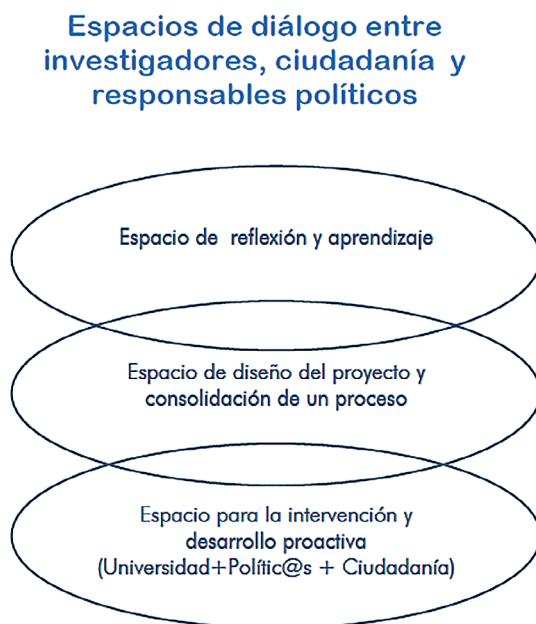 Espacios de diálogo entre
investigadores, ciudadanía y
responsables políticos
Espacio de reflexión y aprendizaje
Espacio de diseño del proyecto y
consolidación de un proceso
Espacio para la intervención y
desarrollo proactiva
(Universidad+Polític@s + Ciudadanía)